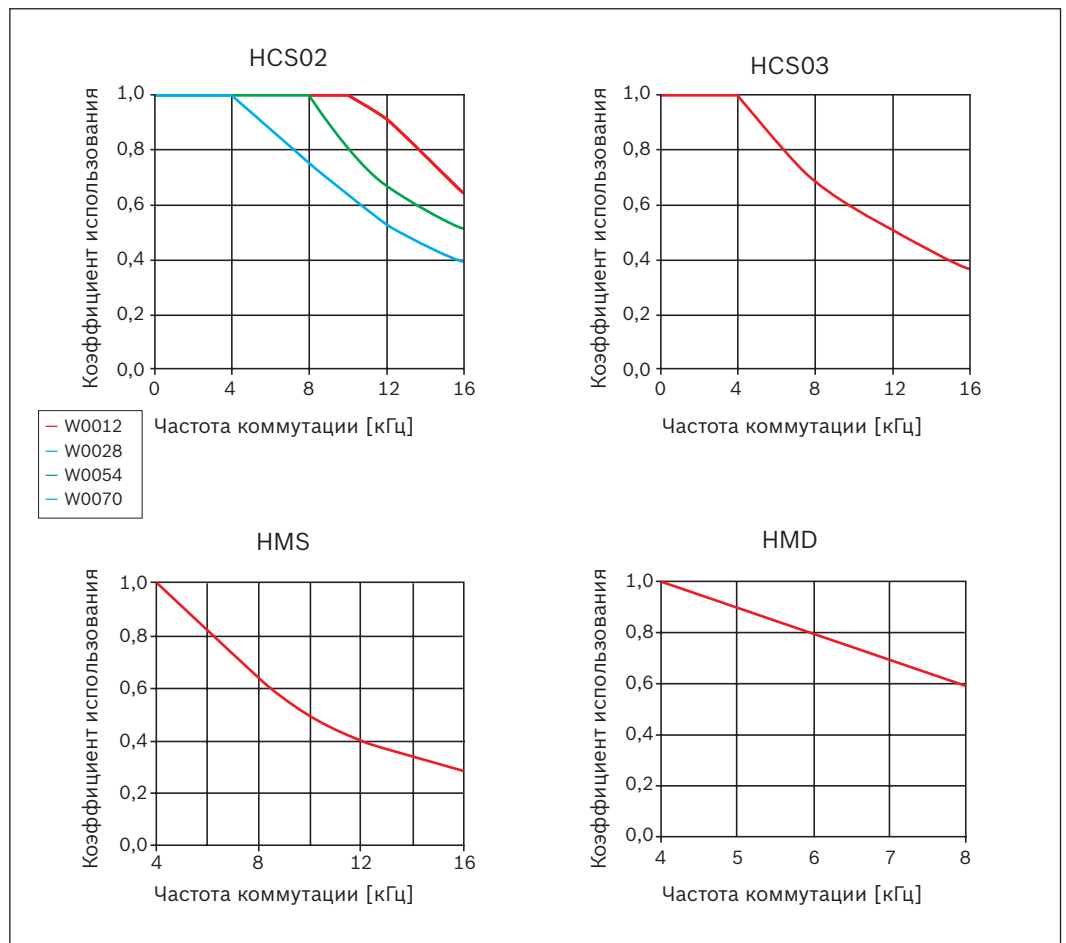 HCS02
Коэффициент использования
1,0
0,8
0,6
0,4
0,2
0,0
0 4 8 12 16
Частота коммутации [кГц]
W0012
W0028
W0054
W0070
HCS03
Коэффициент использования
1,0
0,8
0,6
0,4
0,2
0,0
0 4 8 12 16
Частота коммутации [кГц]
HMS
Коэффициент использования
1,0
0,8
0,6
0,4
0,2
0,0
4 8 12 16
Частота коммутации [кГц]
HMD
Коэффициент использования
1,0
0,8
0,6
0,4
0,2
0,0
4 5 6 7 8
Частота коммутации [кГц]